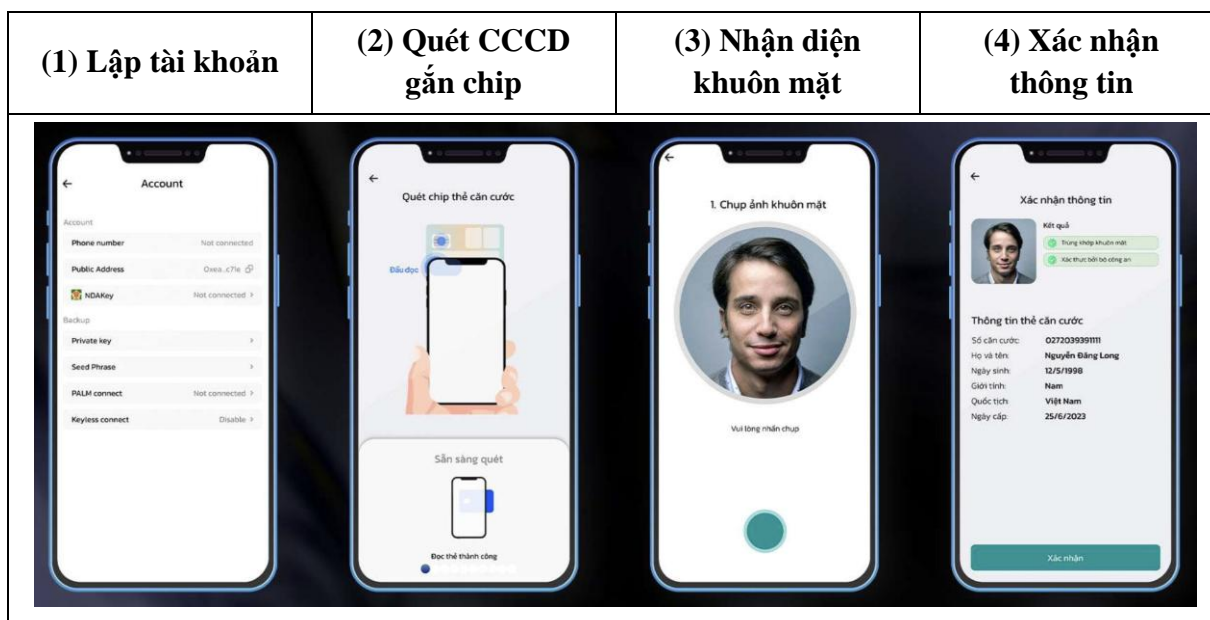 (1) Lập tài khoản
(2) Quét CCCD
gắn chip
(3) Nhận diện
khuôn mặt
(4) Xác nhận
thông tin
Account
Account
Phone number Not connected
Public Address 0xea..c71e
NDAKey Not connected >
Backup
Private key >
Seed Phrase >
PALM connect Not connected >
Keyless connect Disable >
Quét chip thẻ căn cước
Đầu đọc
Sẵn sàng quét
Đọc thẻ thành công
1. Chụp ảnh khuôn mặt
Vui lòng nhấn chụp
Xác nhận thông tin
Kết quả
Trùng khớp khuôn mặt
Xác thực bởi bộ công an
Thông tin thẻ căn cước
Số căn cước: 0272039391111
Họ và tên: Nguyễn Đăng Long
Ngày sinh: 12/5/1998
Giới tính: Nam
Quốc tịch Việt Nam
Ngày cấp: 25/6/2023
Xác nhận